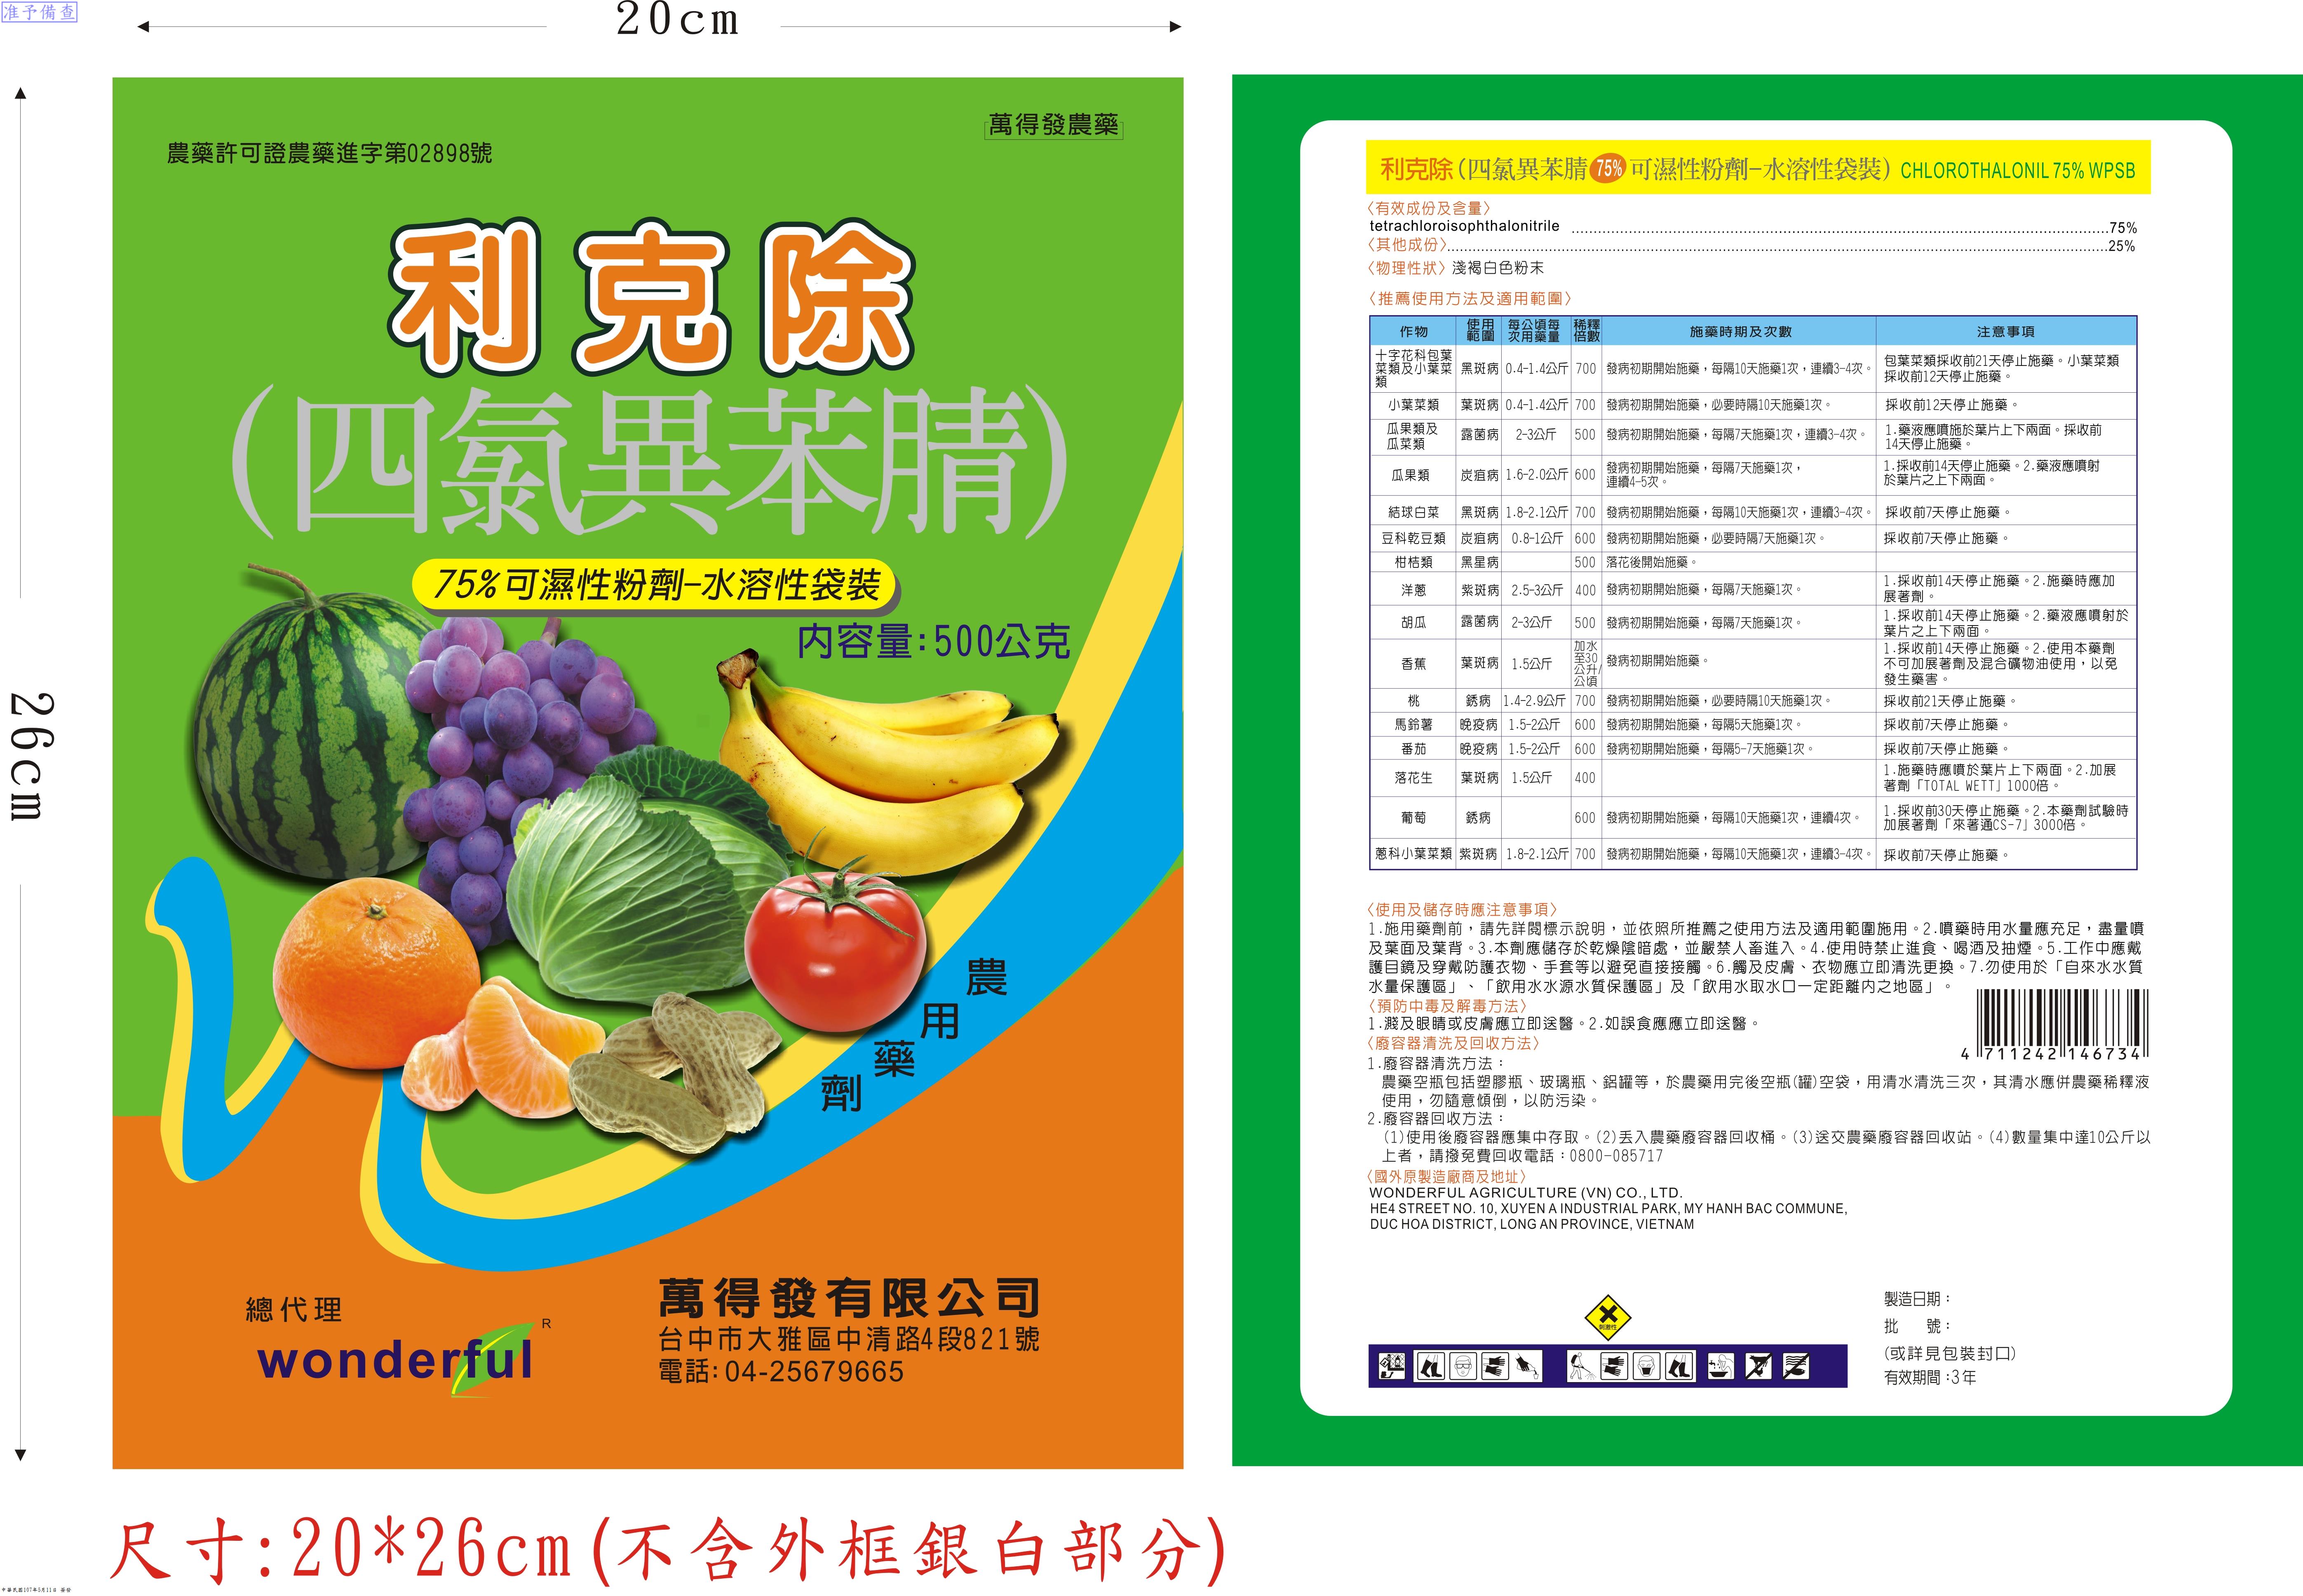 准予備查
20cm
26cm
萬得發農藥
農藥許可證農藥進字第02898號
利克除
(四氯異苯腈)
75%可濕性粉劑-水溶性袋裝
内容量:500公克
農用藥劑
總代理
wonderful R
萬得發有限公司
台中市大雅區中清路4段821號
電話:04-25679665
尺寸:20*26cm(不含外框銀白部分)
利克除(四氯異苯腈75%可濕性粉劑-水溶性袋裝) CHLOROTHALONIL 75% WPSB
〈有效成份及含量〉
tetrachloroisophthalonitrile ........ 75%
〈其他成份〉........ 25%
〈物理性狀〉淺褐白色粉末
〈推薦使用方法及適用範圍〉
作物 使用範圍 每公頃每次用藥量 稀釋倍數 施藥時期及次數 注意事項
十字花科包葉菜類及小葉菜類 黑斑病 0.4-1.4公斤 700 發病初期開始施藥，每隔10天施藥1次，連續3-4次。 包葉菜類採收前21天停止施藥。小葉菜類採收前12天停止施藥。
小葉菜類 葉斑病 0.4-1.4公斤 700 發病初期開始施藥，必要時隔10天施藥1次。 採收前12天停止施藥。
瓜果類及瓜菜類 露菌病 2-3公斤 500 發病初期開始施藥，每隔7天施藥1次，連續3-4次。 1.藥液應噴施於葉片上下兩面。採收前14天停止施藥。
瓜果類 炭疽病 1.6-2.0公斤 600 發病初期開始施藥，每隔7天施藥1次，連續4-5次。 1.採收前14天停止施藥。2.藥液應噴射於葉片之上下兩面。
結球白菜 黑斑病 1.8-2.1公斤 700 發病初期開始施藥，每隔10天施藥1次，連續3-4次。 採收前7天停止施藥。
豆科乾豆類 炭疽病 0.8-1公斤 600 發病初期開始施藥，必要時隔7天施藥1次。 採收前7天停止施藥。
柑桔類 黑星病 500 落花後開始施藥。
洋蔥 紫斑病 2.5-3公斤 400 發病初期開始施藥，每隔7天施藥1次。 1.採收前14天停止施藥。2.施藥時應加展著劑。
胡瓜 露菌病 2-3公斤 500 發病初期開始施藥，每隔7天施藥1次。 1.採收前14天停止施藥。2.藥液應噴射於葉片之上下兩面。
香蕉 葉斑病 1.5公斤 加水至30公升/公頃 發病初期開始施藥。 1.採收前14天停止施藥。2.使用本藥劑不可加展著劑及混合礦物油使用，以免發生藥害。
桃 銹病 1.4-2.9公斤 700 發病初期開始施藥，必要時隔10天施藥1次。 採收前21天停止施藥。
馬鈴薯 晚疫病 1.5-2公斤 600 發病初期開始施藥，每隔5天施藥1次。 採收前7天停止施藥。
番茄 晚疫病 1.5-2公斤 600 發病初期開始施藥，每隔5-7天施藥1次。 採收前7天停止施藥。
落花生 葉斑病 1.5公斤 400 1.施藥時應噴於葉片上下兩面。2.加展著劑「TOTAL WETT」1000倍。
葡萄 銹病 600 發病初期開始施藥，每隔10天施藥1次，連續4次。 1.採收前30天停止施藥。2.本藥劑試驗時加展著劑「來著通CS-7」3000倍。
蔥科小葉菜類 紫斑病 1.8-2.1公斤 700 發病初期開始施藥，每隔10天施藥1次，連續3-4次。 採收前7天停止施藥。
〈使用及儲存時應注意事項〉
1.施用藥劑前，請先詳閱標示說明，並依照所推薦之使用方法及適用範圍施用。2.噴藥時用水量應充足，盡量噴
及葉面及葉背。3.本劑應儲存於乾燥陰暗處，並嚴禁人畜進入。4.使用時禁止進食、喝酒及抽煙。5.工作中應戴
護目鏡及穿戴防護衣物、手套等以避免直接接觸。6.觸及皮膚、衣物應立即清洗更換。7.勿使用於「自來水水質
水量保護區」、「飲用水水源水質保護區」及「飲用水取水口一定距離內之地區」。
〈預防中毒及解毒方法〉
1.濺及眼睛或皮膚應立即送醫。2.如誤食應應立即送醫。
〈廢容器清洗及回收方法〉
1.廢容器清洗方法：
農藥空瓶包括塑膠瓶、玻璃瓶、鋁罐等，於農藥用完後空瓶(罐)空袋，用清水清洗三次，其清水應併農藥稀釋液
使用，勿隨意傾倒，以防污染。
2.廢容器回收方法：
(1)使用後廢容器應集中存取。(2)丟入農藥廢容器回收桶。(3)送交農藥廢容器回收站。(4)數量集中達10公斤以
上者，請撥免費回收電話：0800-085717
4 711242 146734
〈國外原製造廠商及地址〉
WONDERFUL AGRICULTURE (VN) CO., LTD.
HE4 STREET NO. 10, XUYEN A INDUSTRIAL PARK, MY HANH BAC COMMUNE,
DUC HOA DISTRICT, LONG AN PROVINCE, VIETNAM
刺激性
製造日期：
批 號：
(或詳見包裝封口)
有效期間:3年
中華民國107年5月11日